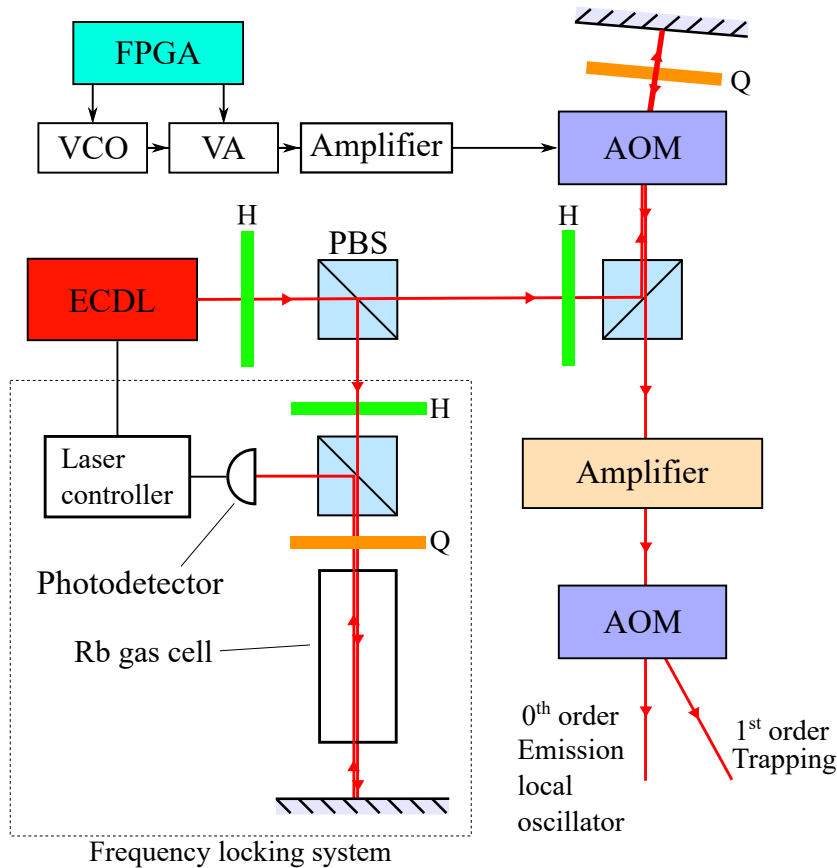 FPGA
Q
VCO
VA
Amplifier
AOM
H
PBS
H
ECDL
H
Laser
controller
Amplifier
Q
Photodetector
AOM
Rb gas cell
0th order
Emission
local
oscillator
1st order
Trapping
Frequency locking system